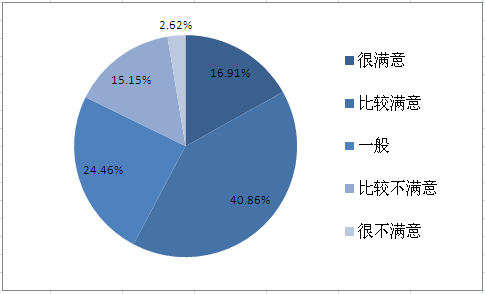 2.62%
16.91%
15.15%
24.46%
40.86%
很满意
比较满意
一般
比较不满意
很不满意